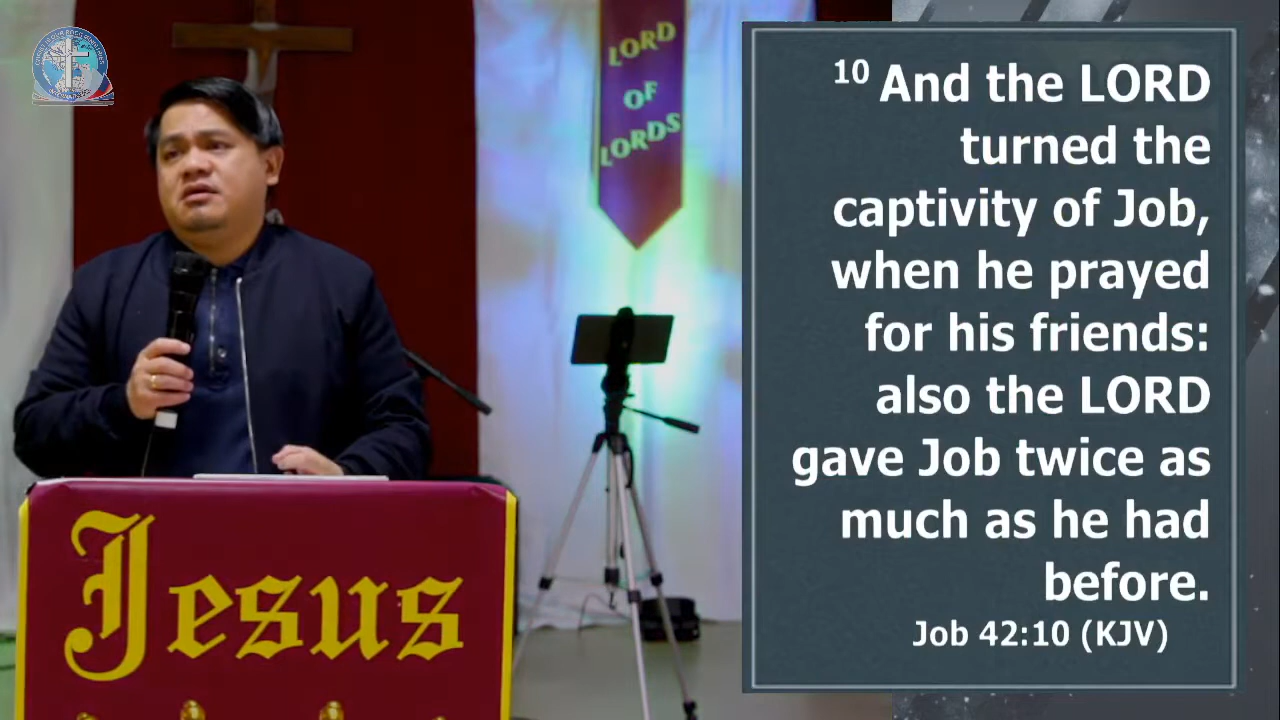 LORD
OF
LORDS
Jesus
10 And the LORD
turned the
captivity of Job,
when he prayed
for his friends:
also the LORD
gave Job twice as
much as he had
before.
Job 42:10 (KJV)